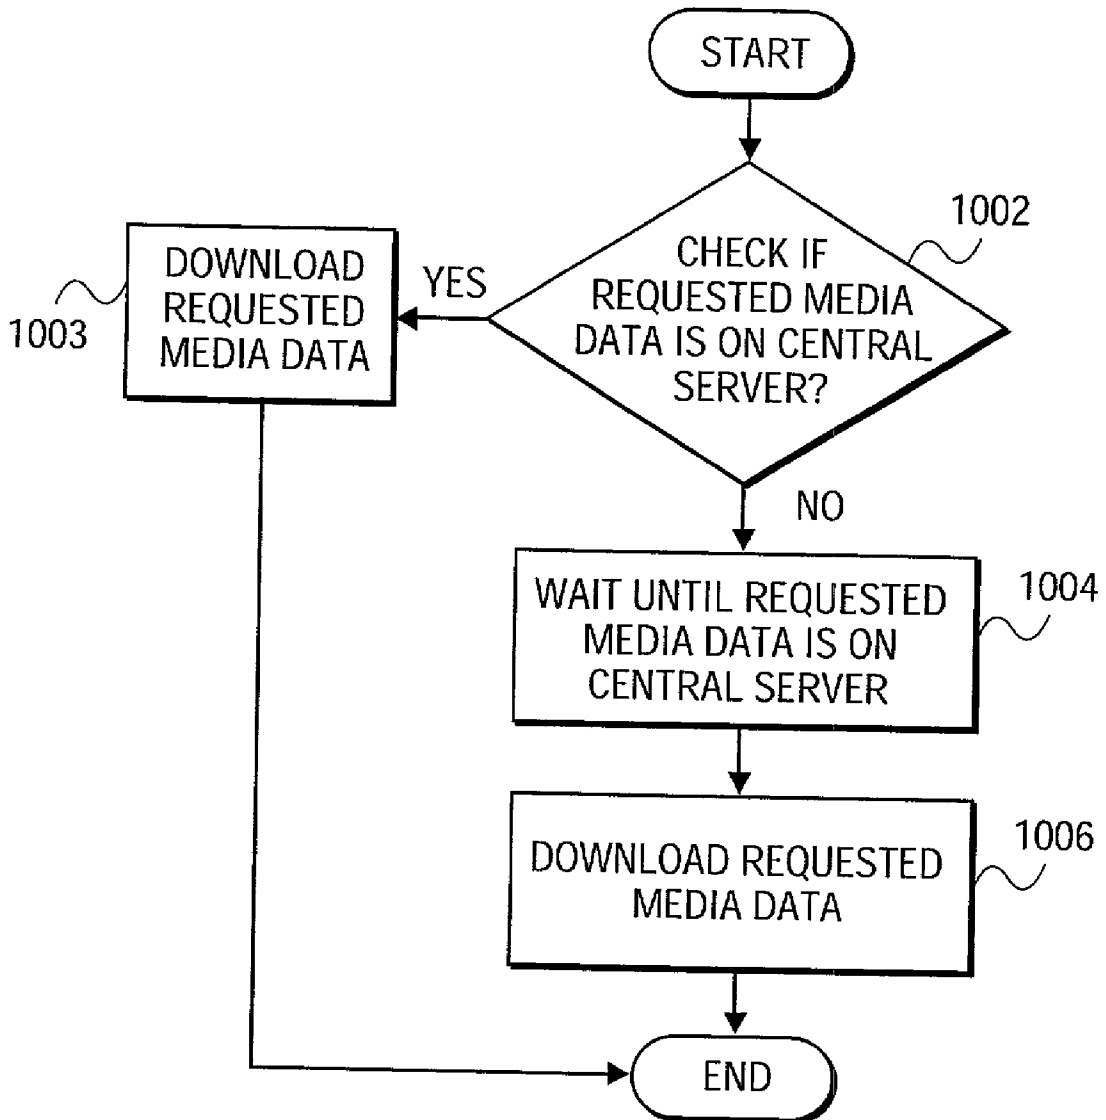 START
1002
CHECK IF
REQUESTED MEDIA
DATA IS ON CENTRAL
SERVER?
YES
DOWNLOAD
REQUESTED
MEDIA DATA
1003
NO
WAIT UNTIL REQUESTED
MEDIA DATA IS ON
CENTRAL SERVER
1004
DOWNLOAD REQUESTED
MEDIA DATA
1006
END